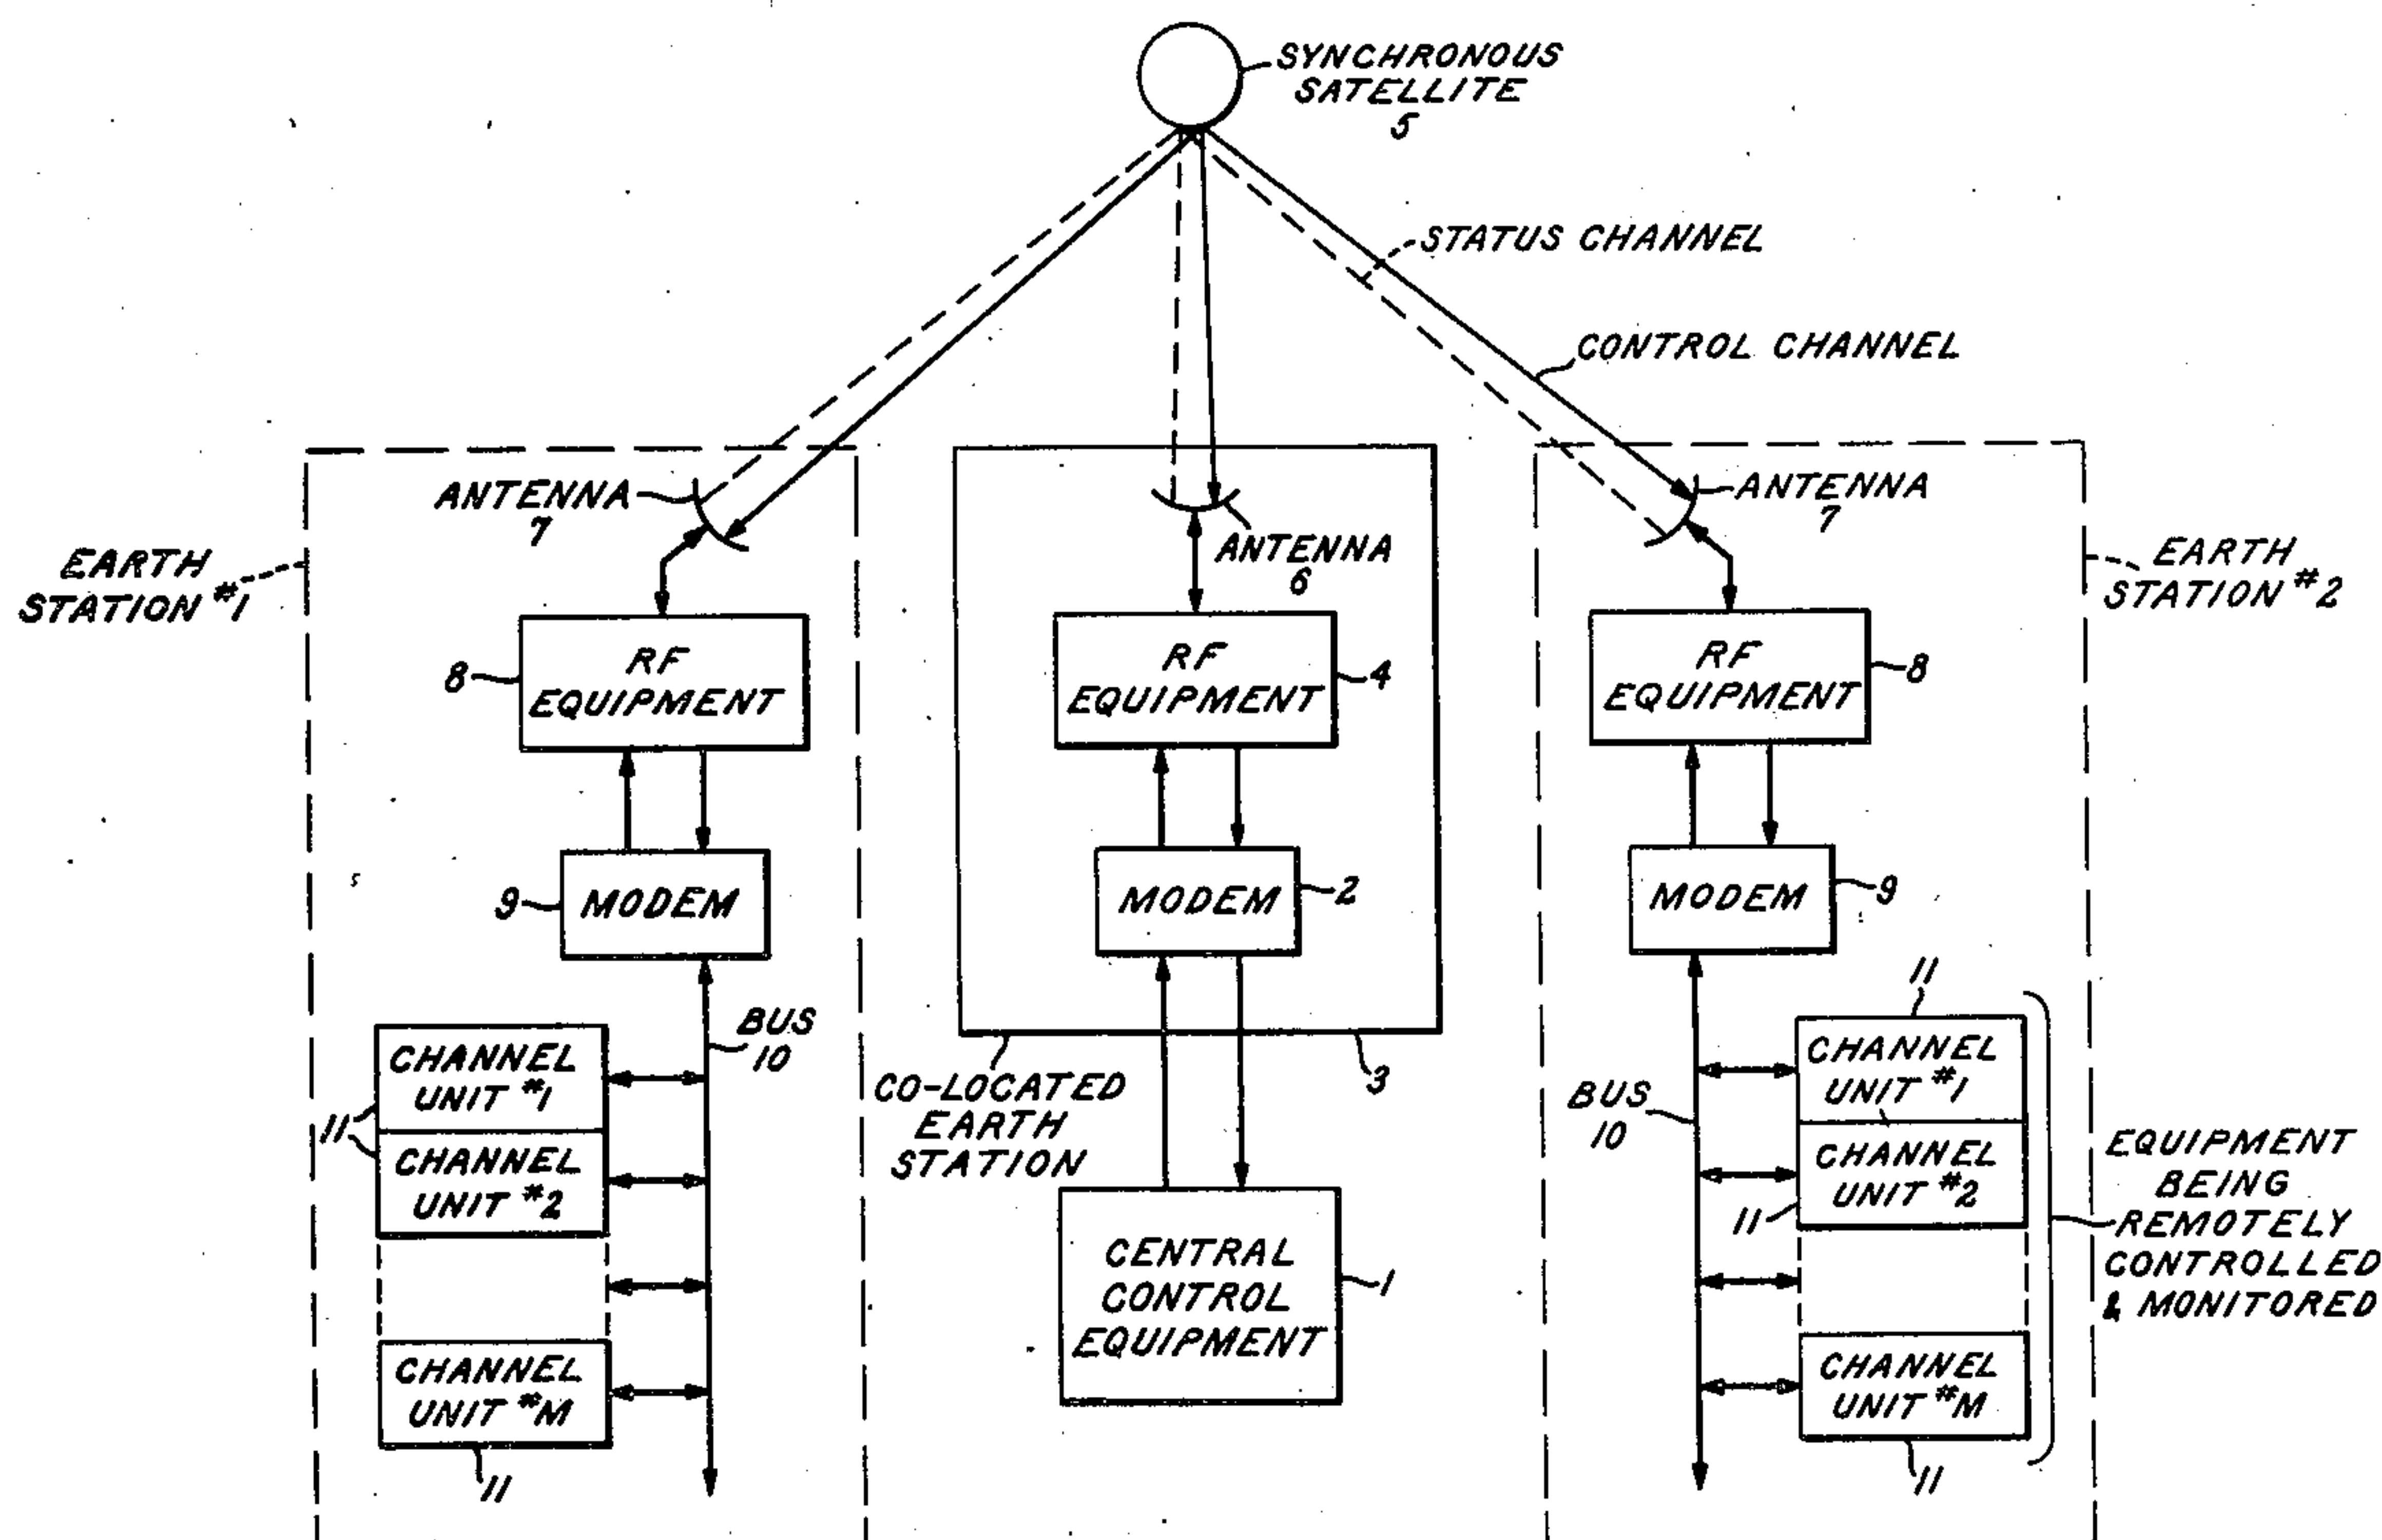 SYNCHRONOUS
SATELLITE
5
STATUS CHANNEL
CONTROL CHANNEL
ANTENNA
7
EARTH
STATION #1
RF
EQUIPMENT
8
MODEM
9
BUS
10
CHANNEL
UNIT #1
CHANNEL
UNIT #2
11
CHANNEL
UNIT #M
11
ANTENNA
6
RF
EQUIPMENT
4
MODEM
2
CO-LOCATED
EARTH
STATION
3
CENTRAL
CONTROL
EQUIPMENT
1
ANTENNA
7
EARTH
STATION #2
RF
EQUIPMENT
8
MODEM
9
BUS
10
11
CHANNEL
UNIT #1
CHANNEL
UNIT #2
11
CHANNEL
UNIT #M
11
EQUIPMENT
BEING
REMOTELY
CONTROLLED
& MONITORED